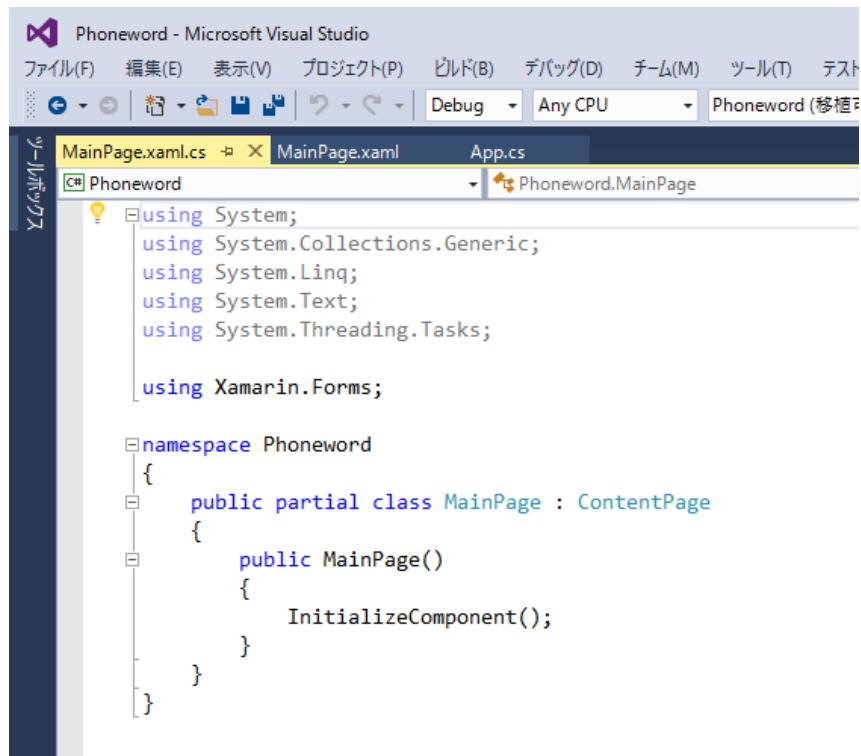 Phoneword - Microsoft Visual Studio
ファイル(F) 編集(E) 表示(V) プロジェクト(P) ビルド(B) デバッグ(D) チーム(M) ツール(T) テスト
Debug Any CPU Phoneword (移植可
ツールボックス
MainPage.xaml.cs MainPage.xaml App.cs
C# Phoneword Phoneword.MainPage
using System;
using System.Collections.Generic;
using System.Linq;
using System.Text;
using System.Threading.Tasks;
using Xamarin.Forms;
namespace Phoneword
{
public partial class MainPage : ContentPage
{
public MainPage()
{
InitializeComponent();
}
}
}